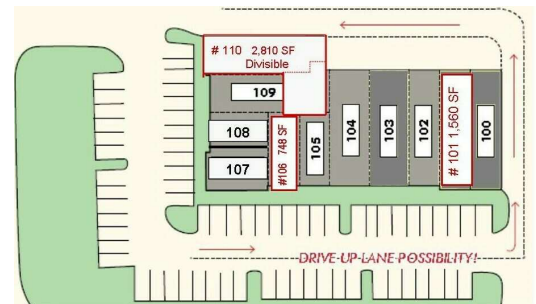 # 110 2,810 SF
Divisible
109
108
107
#106 748 SF
105
104
103
102
# 101 1,560 SF
100
DRIVE-UP-LANE POSSIBILITY!